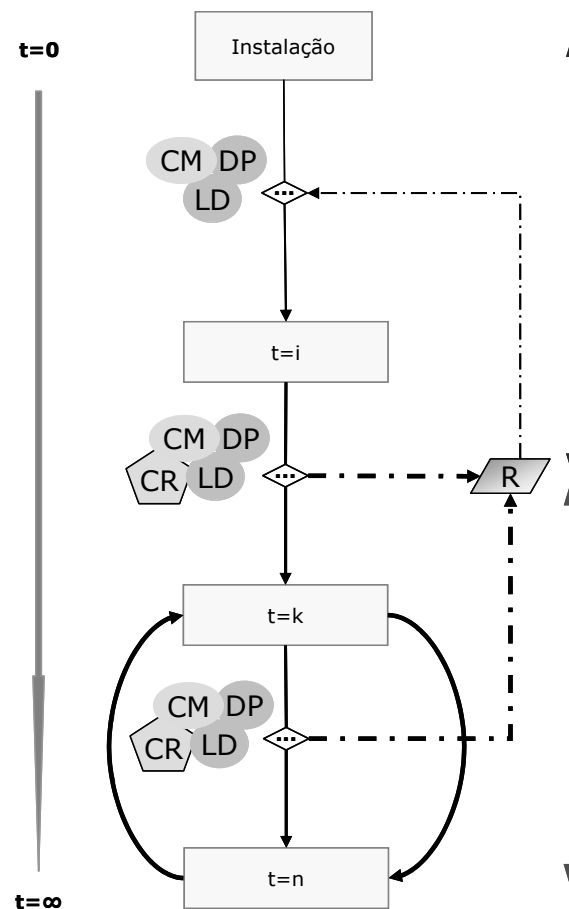 t=0
Instalação
CM DP
LD
...
t=i
CM DP
CR LD
...
R
t=k
CM DP
CR LD
...
t=n
t=∞